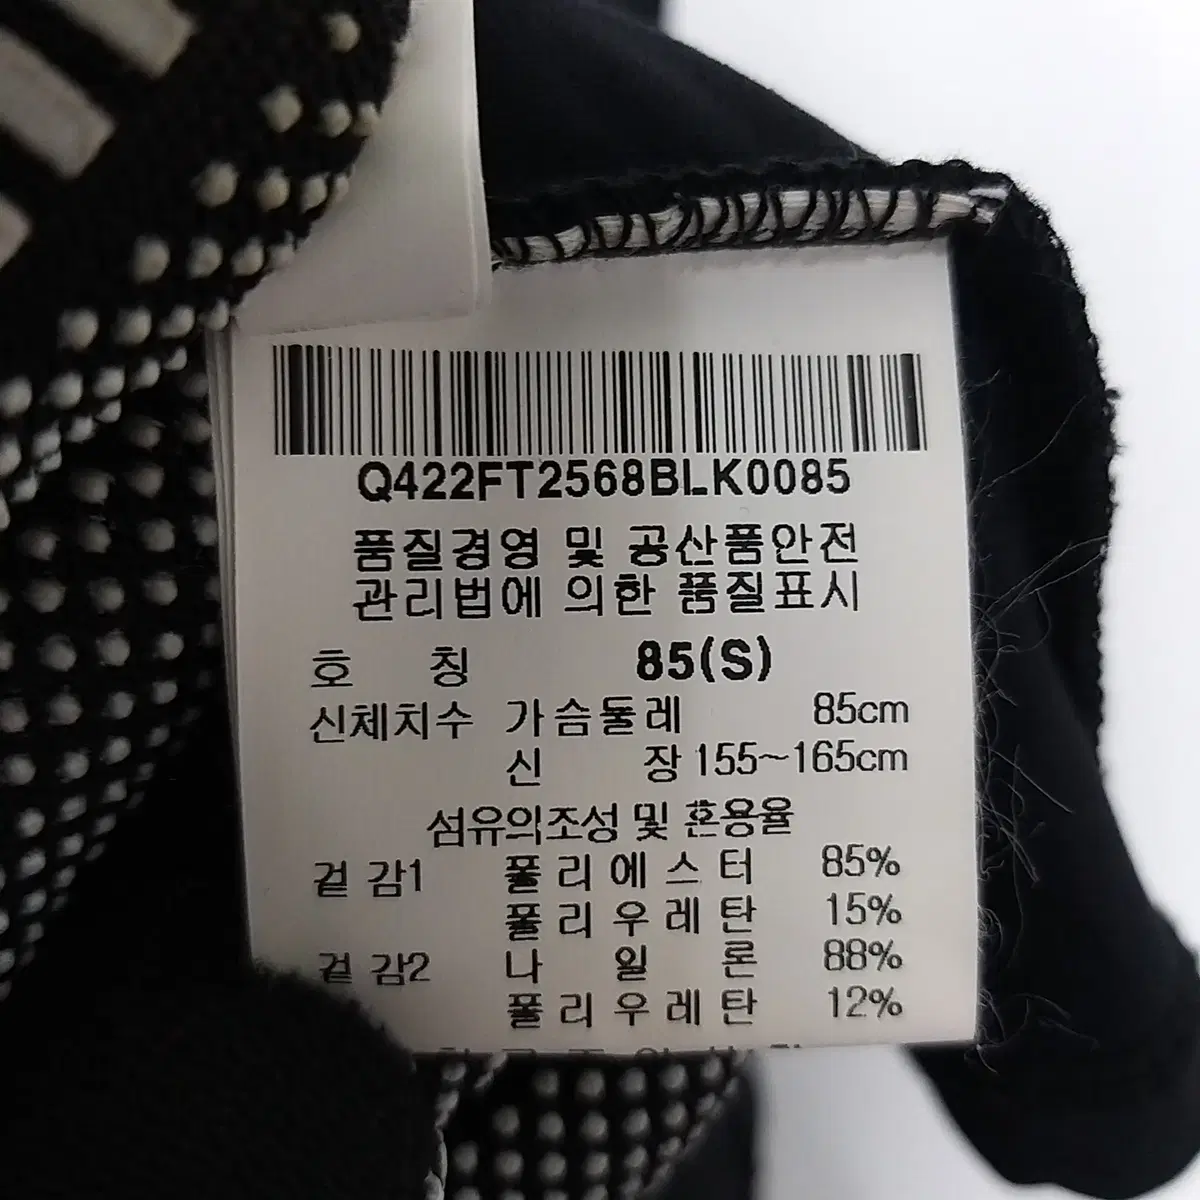 Q422FT2568BLK0085
품질경영 및 공산품안전
관리법에 의한 품질표시
호 칭 85(S)
신체치수 가슴둘레 85cm
신 장 155~165cm
섬유의조성 및 혼용율
겉감1 폴리에스터 85%
폴리우레탄 15%
겉감2 나일론 88%
폴리우레탄 12%